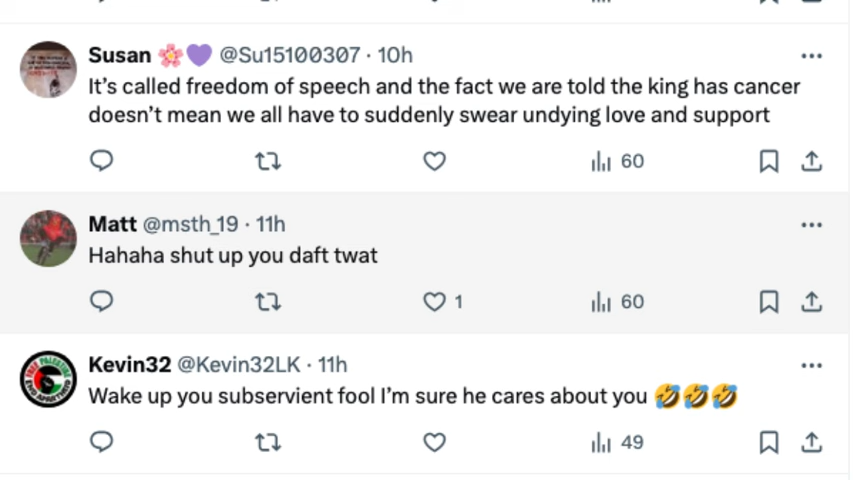 Susan 🌸💜 @Su15100307 · 10h
It’s called freedom of speech and the fact we are told the king has cancer
doesn’t mean we all have to suddenly swear undying love and support
60
Matt @msth_19 · 11h
Hahaha shut up you daft twat
1 60
Kevin32 @Kevin32LK · 11h
Wake up you subservient fool I’m sure he cares about you 🤣🤣🤣
49